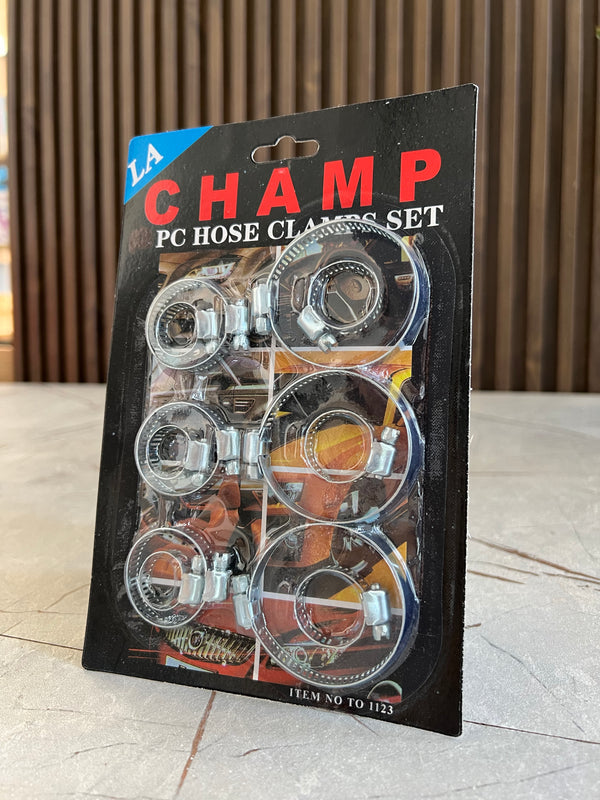 LA
CHAMP
PC HOSE CLAMPS SET
ITEM NO TO 1123